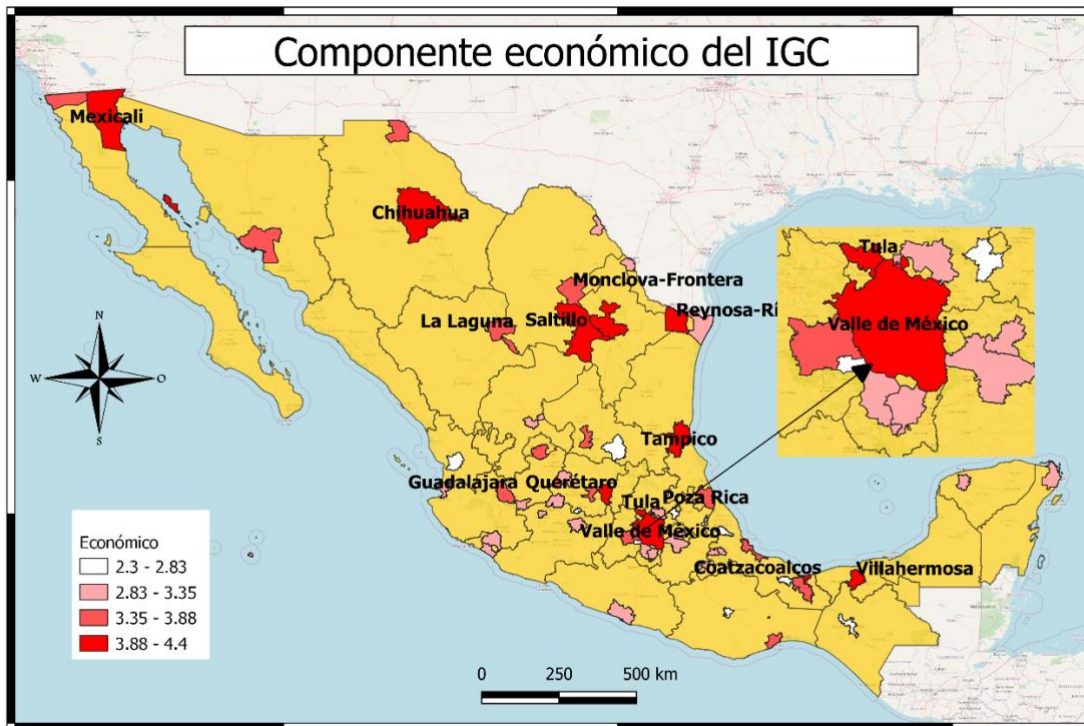 Componente económico del IGC
Mexicali
Chihuahua
Monclova-Frontera
La Laguna
Saltillo
Reynosa-Rí
Tula
Valle de México
N
W
O
S
Tampico
Guadalajara
Querétaro
Tula
Poza Rica
Valle de México
Coatzacoalcos
Villahermosa
Económico
2.3 - 2.83
2.83 - 3.35
3.35 - 3.88
3.88 - 4.4
0 250 500 km